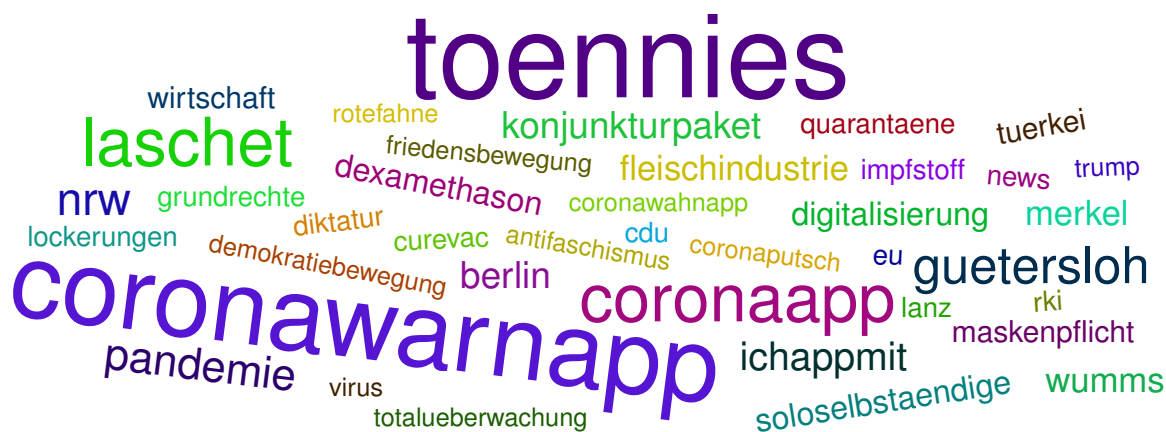 toennies
wirtschaft
rotefahne
laschet
konjunkturpaket
quarantaene
tuerkei
friedensbewegung
fleischindustrie
impfstoff
news
trump
dexamethason
nrw
grundrechte
coronawahnapp
digitalisierung
merkel
diktatur
lockerungen
curevac
antifaschismus
cdu
coronaputsch
eu
guetersloh
demokratiebewegung
berlin
coronawarnapp
coronaapp
lanz
rki
maskenpflicht
pandemie
ichappmit
virus
wumms
soloselbstaendige
totalueberwachung